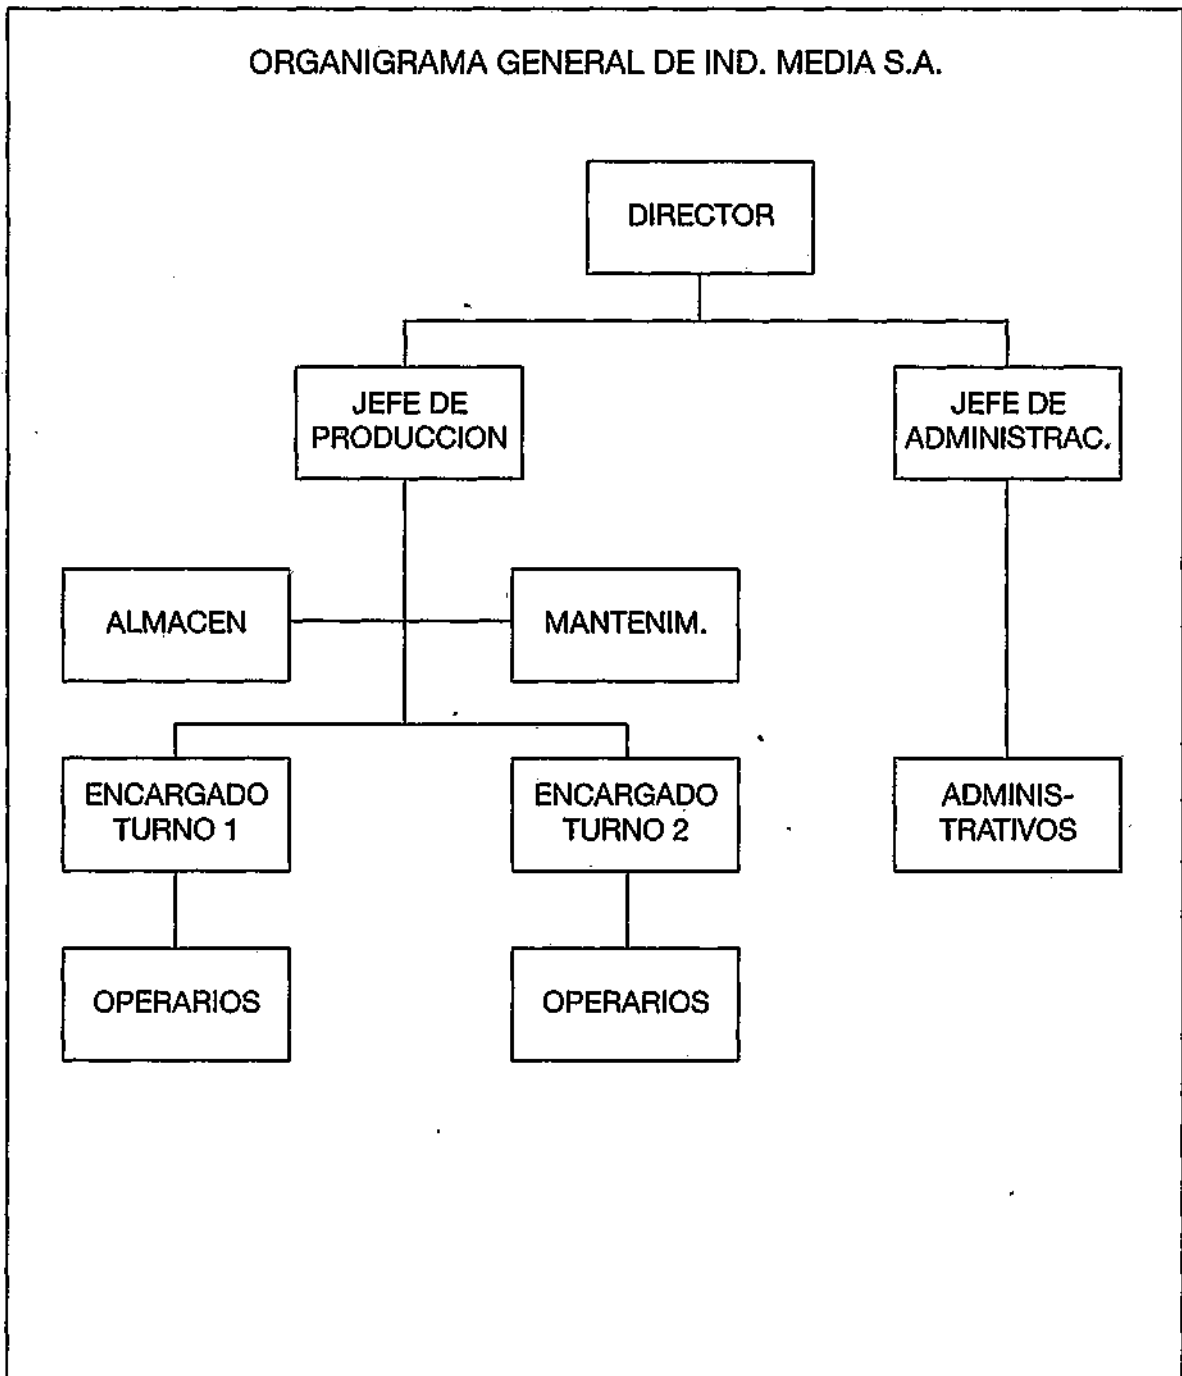 ORGANIGRAMA GENERAL DE IND. MEDIA S.A.
DIRECTOR
JEFE DE
PRODUCCION
JEFE DE
ADMINISTRAC.
ALMACEN
MANTENIM.
ENCARGADO
TURNO 1
ENCARGADO
TURNO 2
ADMINIS-
TRATIVOS
OPERARIOS
OPERARIOS